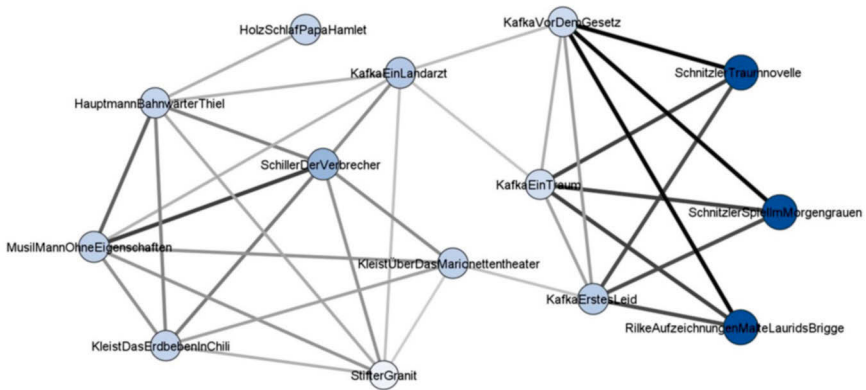 HolzSchlafPapaHamlet
KafkaVorDemGesetz
KafkaEinLandarzt
SchnitzlerTraumnovelle
HauptmannBahnwärterThiel
SchillerDerVerbrecher
KafkaEinTraum
SchnitzlerSpielImMorgengrauen
MusilMannOhneEigenschaften
KleistÜberDasMarionettentheater
KafkaErstesLeid
RilkeAufzeichnungenMalteLauridsBrigge
KleistDasErdbebenInChili
StifterGranit